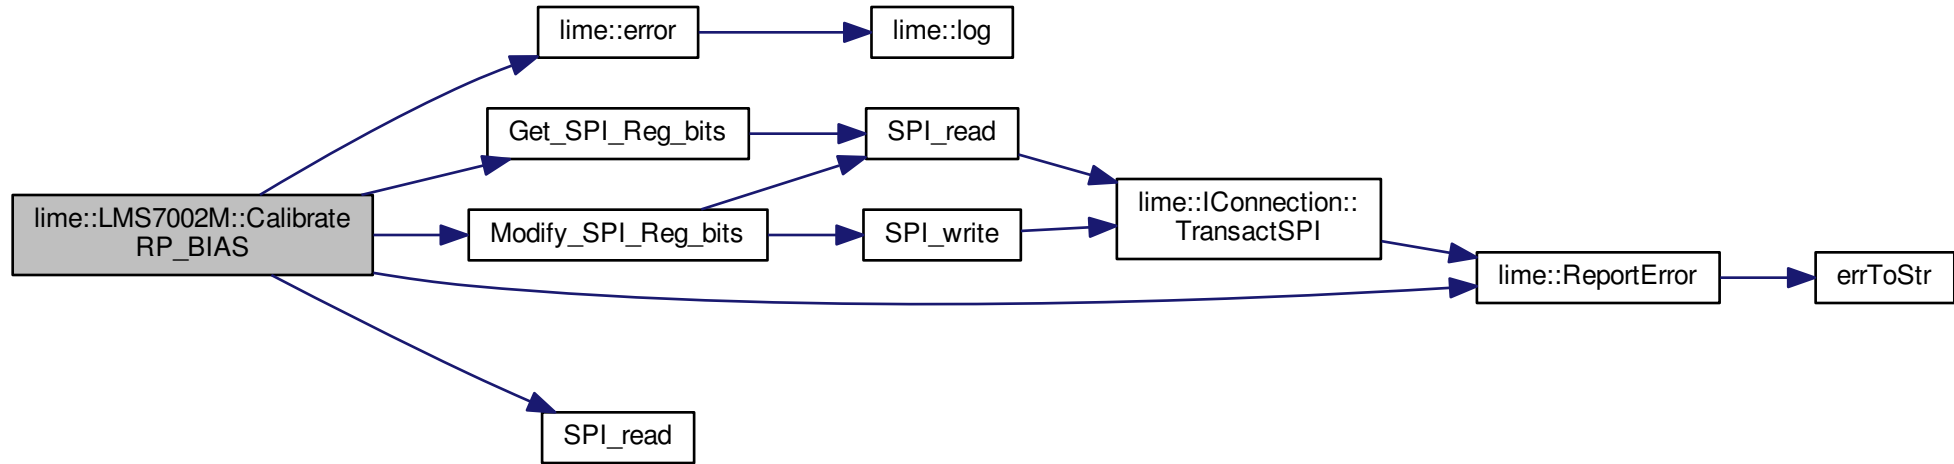 lime::error
lime::log
Get_SPI_Reg_bits
SPI_read
lime::LMS7002M::Calibrate
RP_BIAS
Modify_SPI_Reg_bits
SPI_write
lime::IConnection::
TransactSPI
lime::ReportError
errToStr
SPI_read